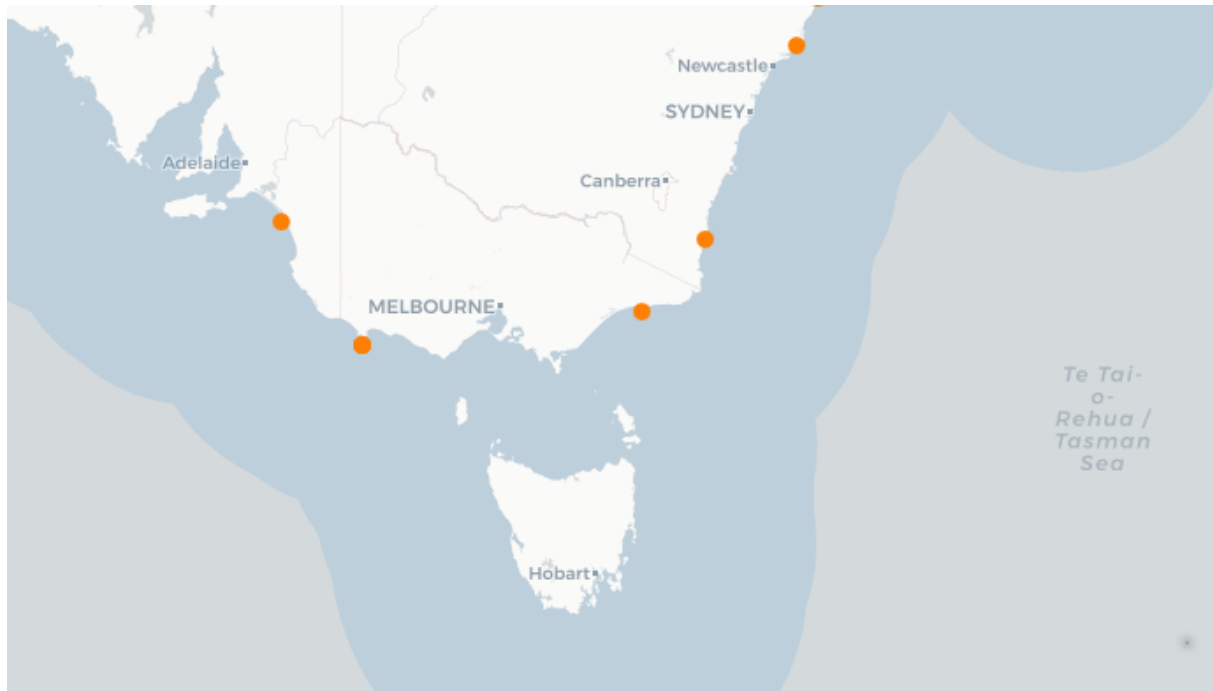 Newcastle
SYDNEY
Adelaide
Canberra
MELBOURNE
Te Tai-
o-
Rehua /
Tasman
Sea
Hobart